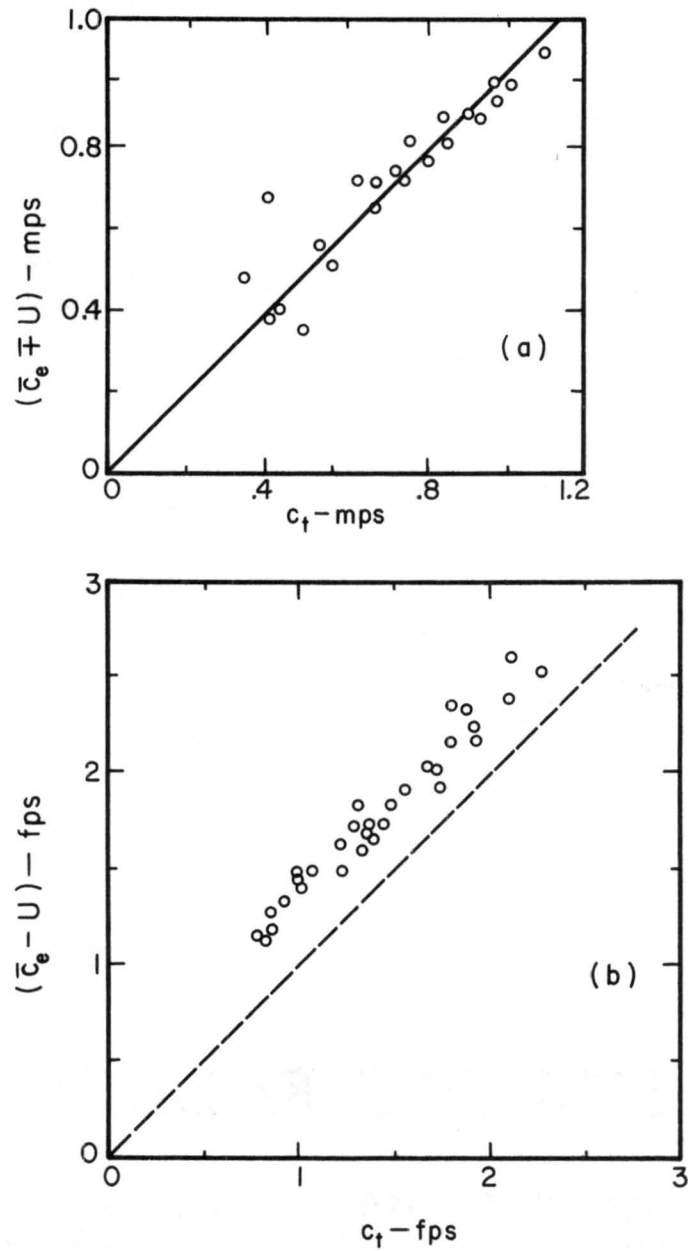 1.0
0.8
0.4
0
(c̄ₑ ∓ U) – mps
(a)
0 .4 .8 1.2
cₜ – mps
3
2
1
0
(c̄ₑ – U) – fps
(b)
0 1 2 3
cₜ – fps